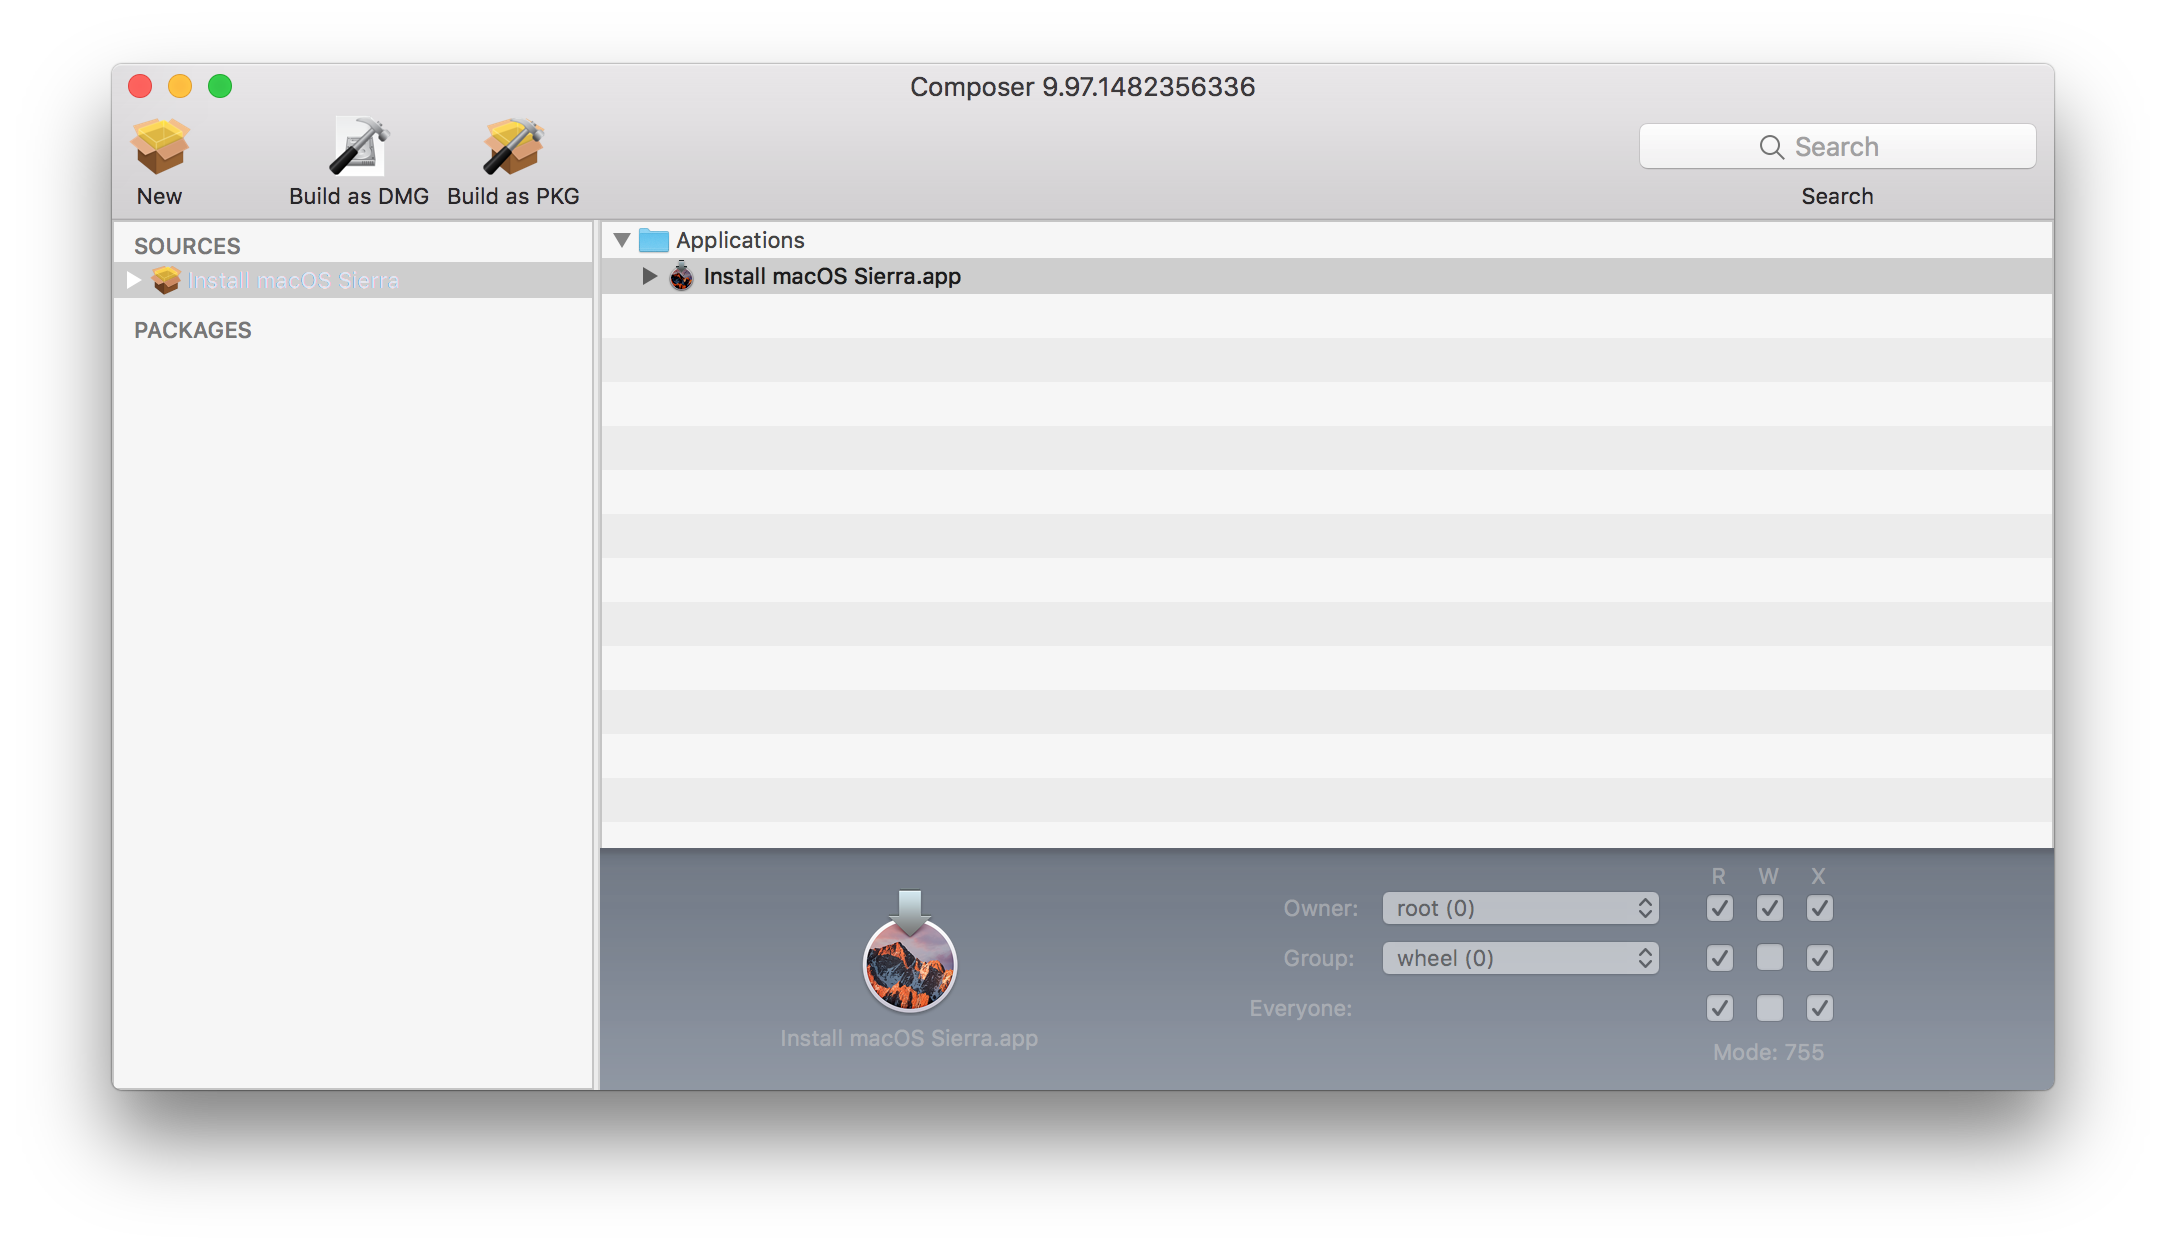 Composer 9.97.1482356336
New
Build as DMG
Build as PKG
Search
Search
SOURCES
Install macOS Sierra
PACKAGES
Applications
Install macOS Sierra.app
Install macOS Sierra.app
R W X
Owner: root (0)
Group: wheel (0)
Everyone:
Mode: 755